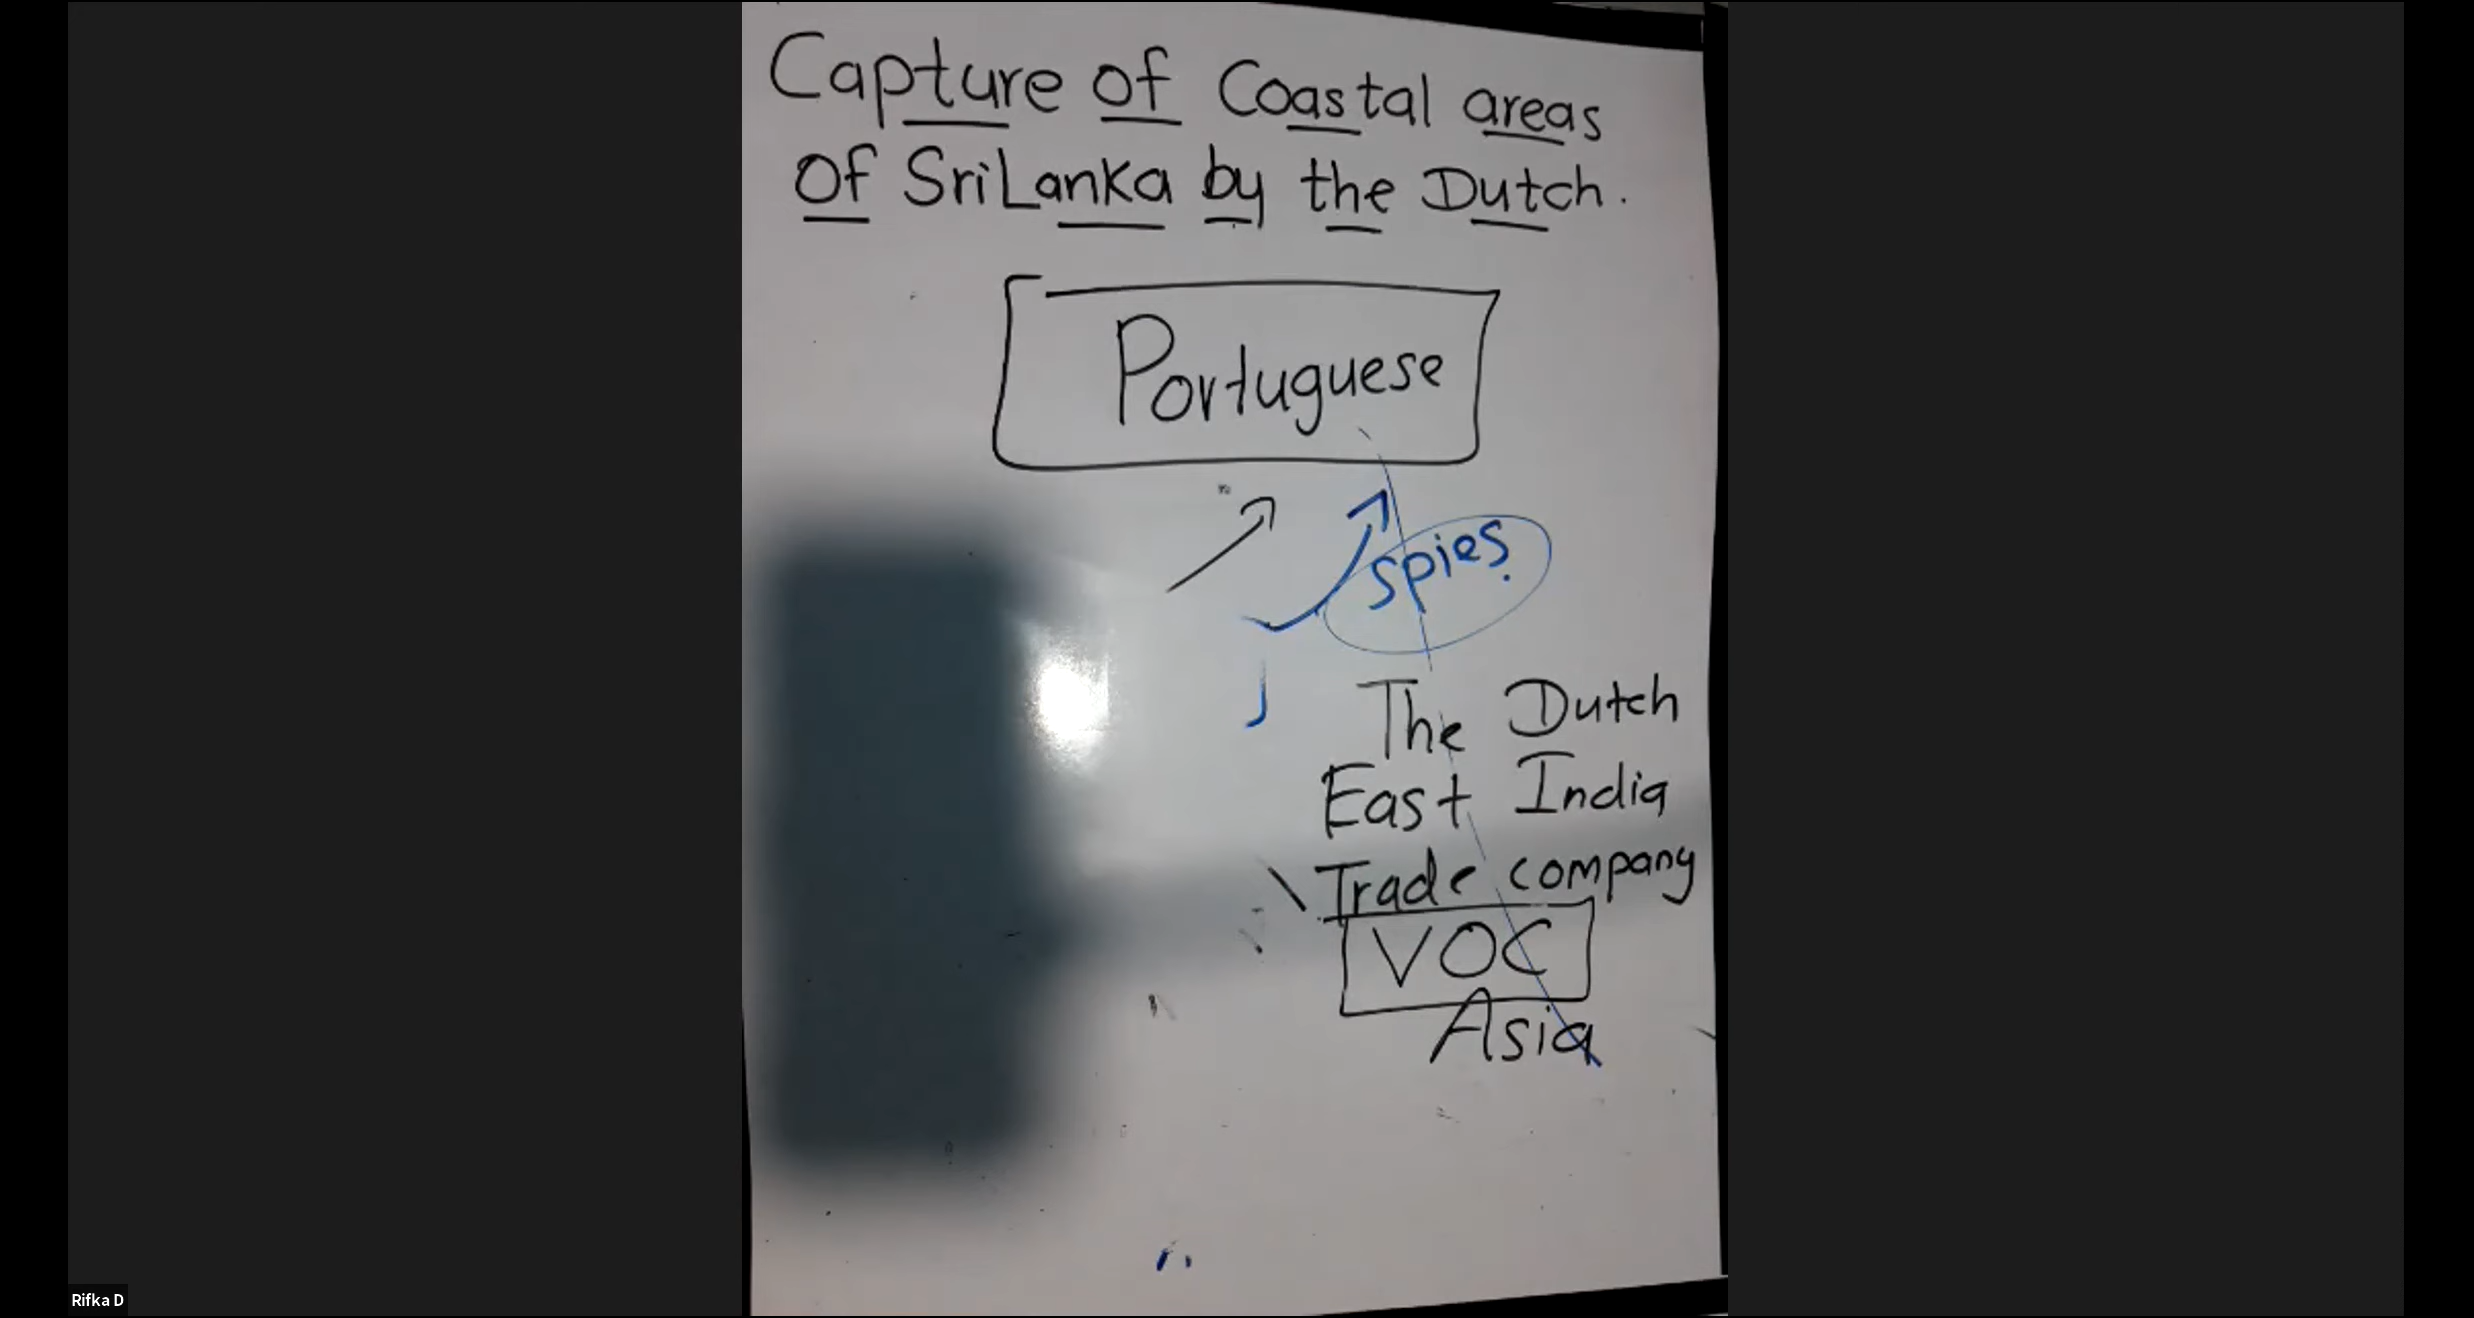 Capture of Coastal areas
Of SriLanka by the Dutch.
Portuguese
spies.
The Dutch
East India
Trade company
VOC
Asia
Rifka D